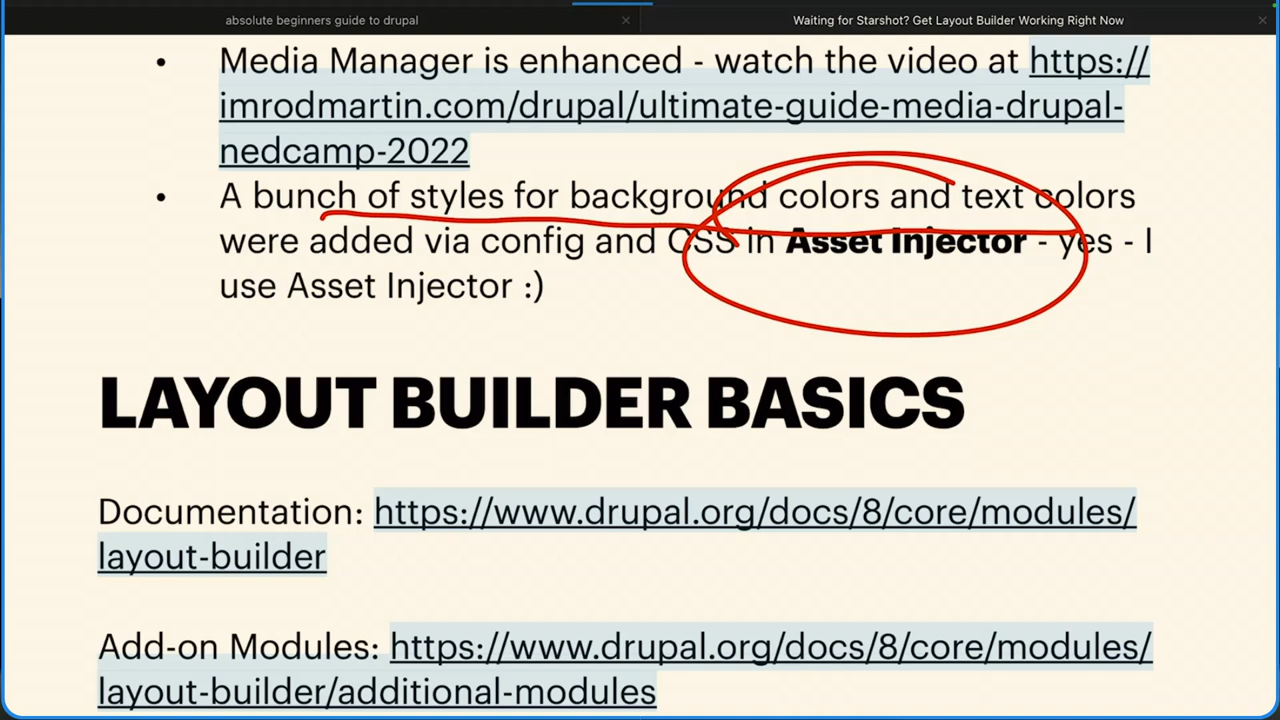 absolute beginners guide to drupal
Waiting for Starshot? Get Layout Builder Working Right Now
• Media Manager is enhanced - watch the video at https://
imrodmartin.com/drupal/ultimate-guide-media-drupal-
nedcamp-2022
• A bunch of styles for background colors and text colors
were added via config and CSS in Asset Injector - yes - I
use Asset Injector :)
LAYOUT BUILDER BASICS
Documentation: https://www.drupal.org/docs/8/core/modules/
layout-builder
Add-on Modules: https://www.drupal.org/docs/8/core/modules/
layout-builder/additional-modules